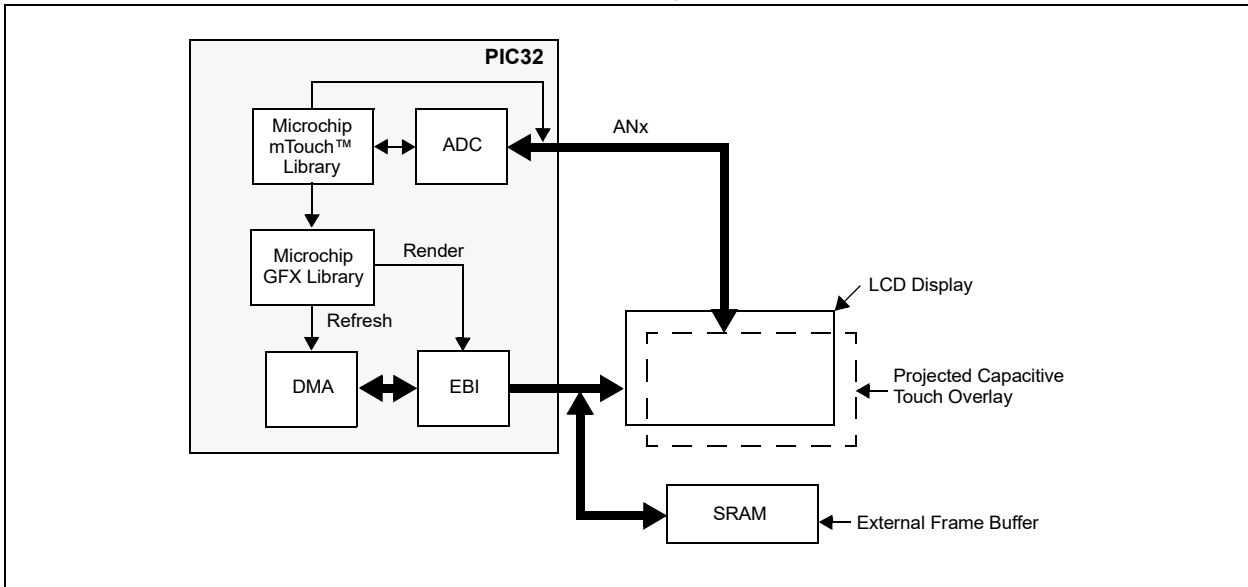 PIC32
Microchip
mTouch™
Library
ADC
ANx
Microchip
GFX Library
Render
Refresh
LCD Display
DMA
EBI
Projected Capacitive
Touch Overlay
SRAM
External Frame Buffer